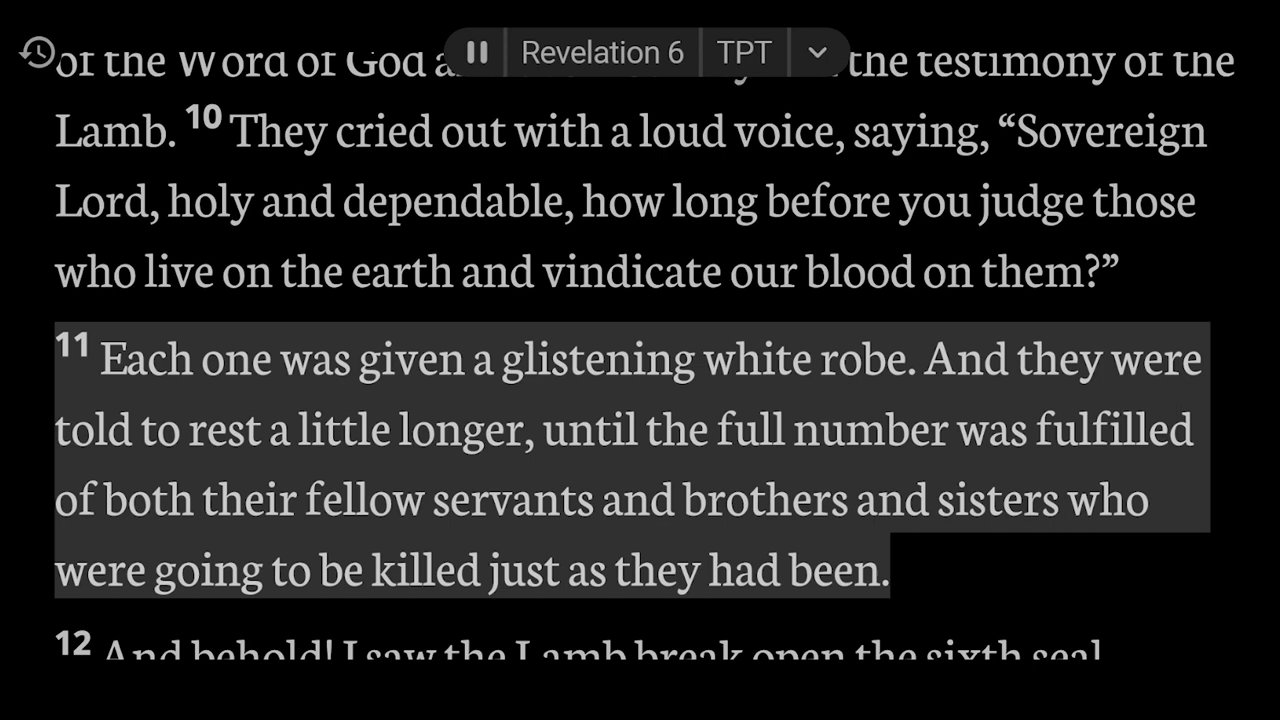 Revelation 6 TPT
of the Word of God a the testimony of the
Lamb. 10 They cried out with a loud voice, saying, “Sovereign
Lord, holy and dependable, how long before you judge those
who live on the earth and vindicate our blood on them?”
11 Each one was given a glistening white robe. And they were
told to rest a little longer, until the full number was fulfilled
of both their fellow servants and brothers and sisters who
were going to be killed just as they had been.
12 And behold! I saw the Lamb break open the sixth seal